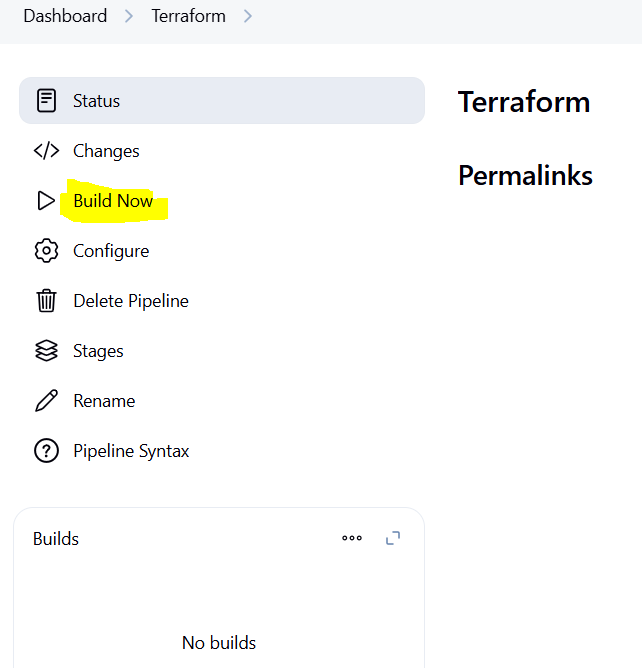 Dashboard > Terraform >
Status
Changes
Build Now
Configure
Delete Pipeline
Stages
Rename
Pipeline Syntax
Builds
No builds
Terraform
Permalinks